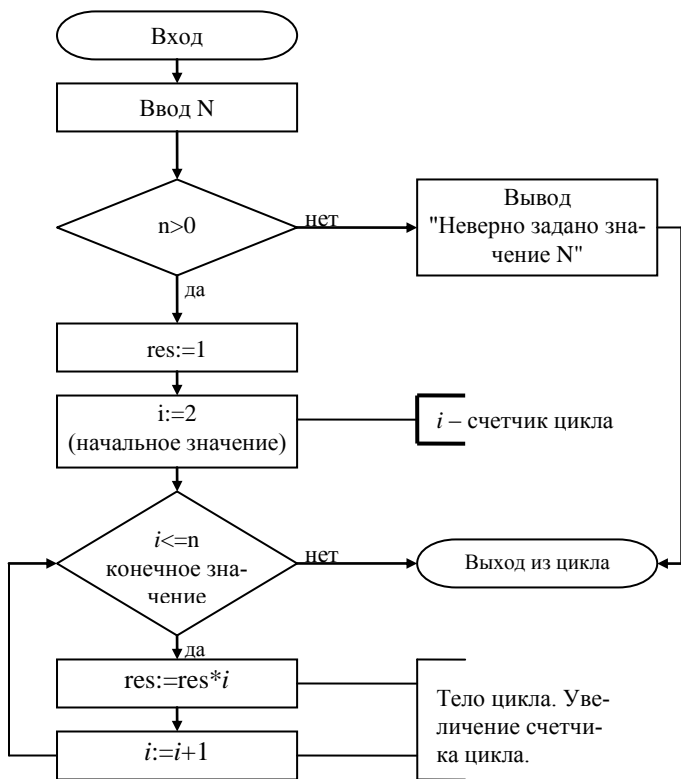 Вход
Ввод N
n>0
нет
Вывод
"Неверно задано зна-
чение N"
да
res:=1
i:=2
(начальное значение)
i – счетчик цикла
i<=n
конечное зна-
чение
нет
Выход из цикла
да
res:=res*i
i:=i+1
Тело цикла. Уве-
личение счетчи-
ка цикла.